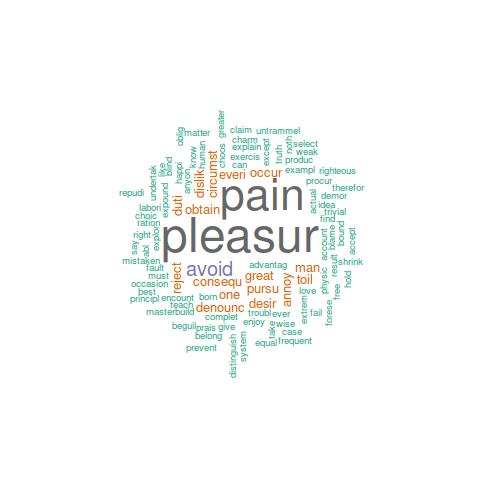 greater
claim untrammel
oblig matter
charm
explain except noth select
truth weak
know human choos exercis
can produc
like blind happi anyon dislik circumst everi occur exampl righteous
undertak expound procur therefor
repudi duti pain actual demor
labori obtain idea trivial
choic find
ration
right pleasur account blame bound accept
say abl explor
mistaken avoid advantag physc result shrink
fault reject great man
must consequ toil free hold
occasion best one pursu annoy love
principl encount born denounc desir extrem forese
teach
masterbuild complet troubl ever fail
beguil prais give enjoy take wise
belong case
distinguish system equal frequent
prevent